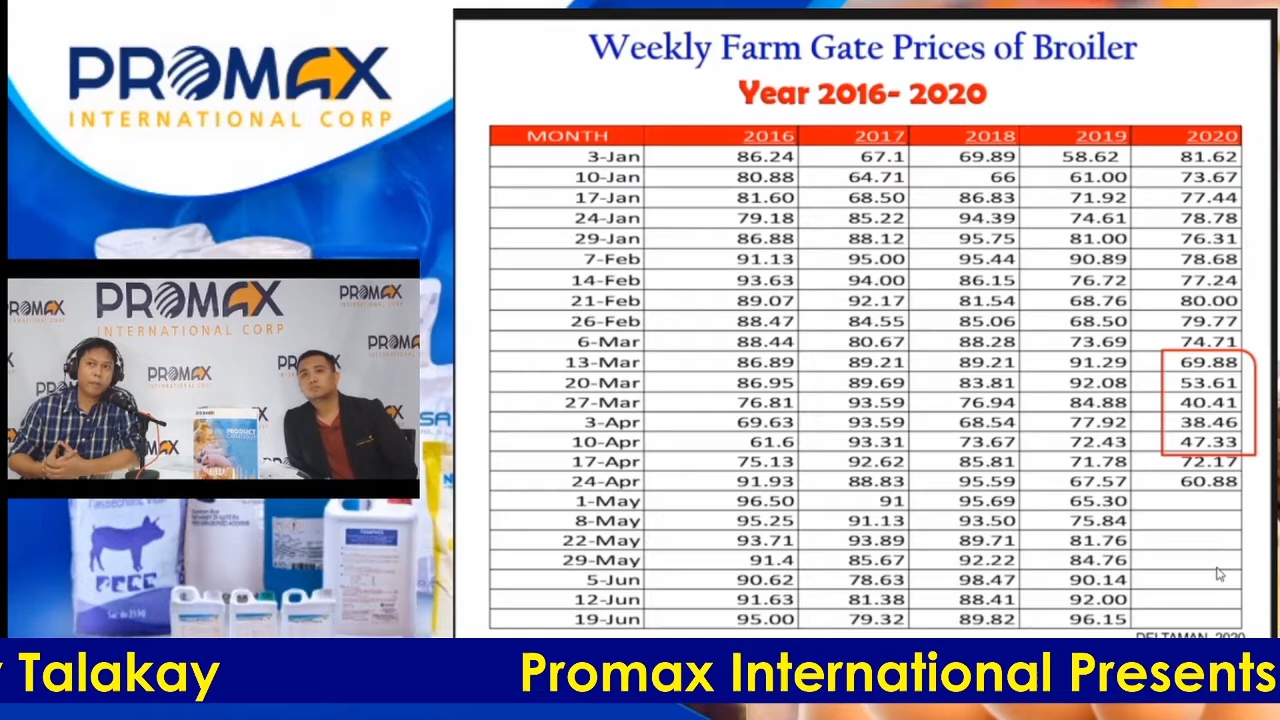 PROMAX
INTERNATIONAL CORP
Weekly Farm Gate Prices of Broiler
Year 2016- 2020
MONTH 2016 2017 2018 2019 2020
3-Jan 86.24 67.1 69.89 58.62 81.62
10-Jan 80.88 64.71 66 61.00 73.67
17-Jan 81.60 68.50 86.83 71.92 77.44
24-Jan 79.18 85.22 94.39 74.61 78.78
29-Jan 86.88 88.12 95.75 81.00 76.31
7-Feb 91.13 95.00 95.44 90.89 78.68
14-Feb 93.63 94.00 86.15 76.72 77.24
21-Feb 89.07 92.17 81.54 68.76 80.00
26-Feb 88.47 84.55 85.06 68.50 79.77
6-Mar 88.44 80.67 88.28 73.69 74.71
13-Mar 86.89 89.21 89.21 91.29 69.88
20-Mar 86.95 89.69 83.81 92.08 53.61
27-Mar 76.81 93.59 76.94 84.88 40.41
3-Apr 69.63 93.59 68.54 77.92 38.46
10-Apr 61.6 93.31 73.67 72.43 47.33
17-Apr 75.13 92.62 85.81 71.78 72.17
24-Apr 91.93 88.83 95.59 67.57 60.88
1-May 96.50 91 95.69 65.30
8-May 95.25 91.13 93.50 75.84
22-May 93.71 93.89 89.71 81.76
29-May 91.4 85.67 92.22 84.76
5-Jun 90.62 78.63 98.47 90.14
12-Jun 91.63 81.38 88.41 92.00
19-Jun 95.00 79.32 89.82 96.15
DELTAMAN, 2020
PROMAX
INTERNATIONAL CORP
PROMAX
PROMAX
PROMAX
INTERNATIONAL CORP
PRODUCT
CATALOGUE
Talakay
Promax International Presents